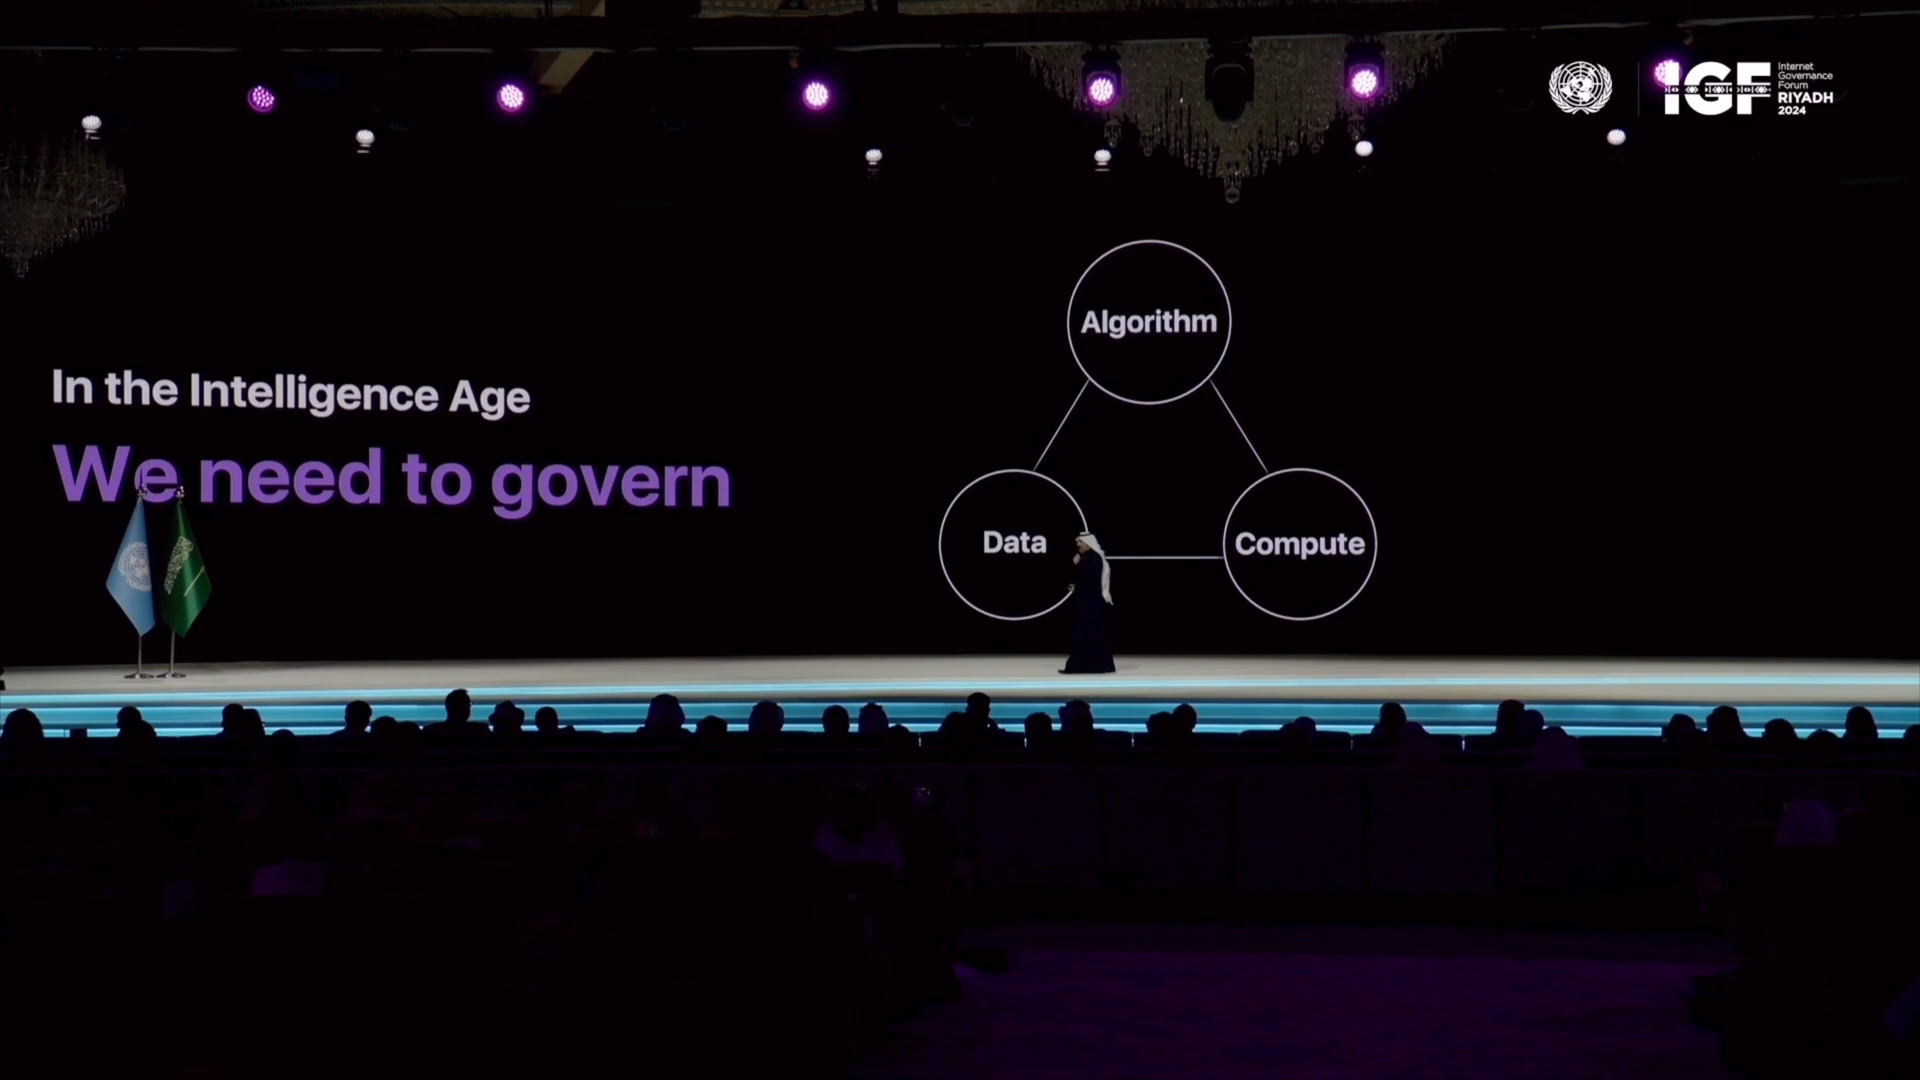 IGF
Internet
Governance
Forum
RIYADH
2024
In the Intelligence Age
We need to govern
Algorithm
Data
Compute